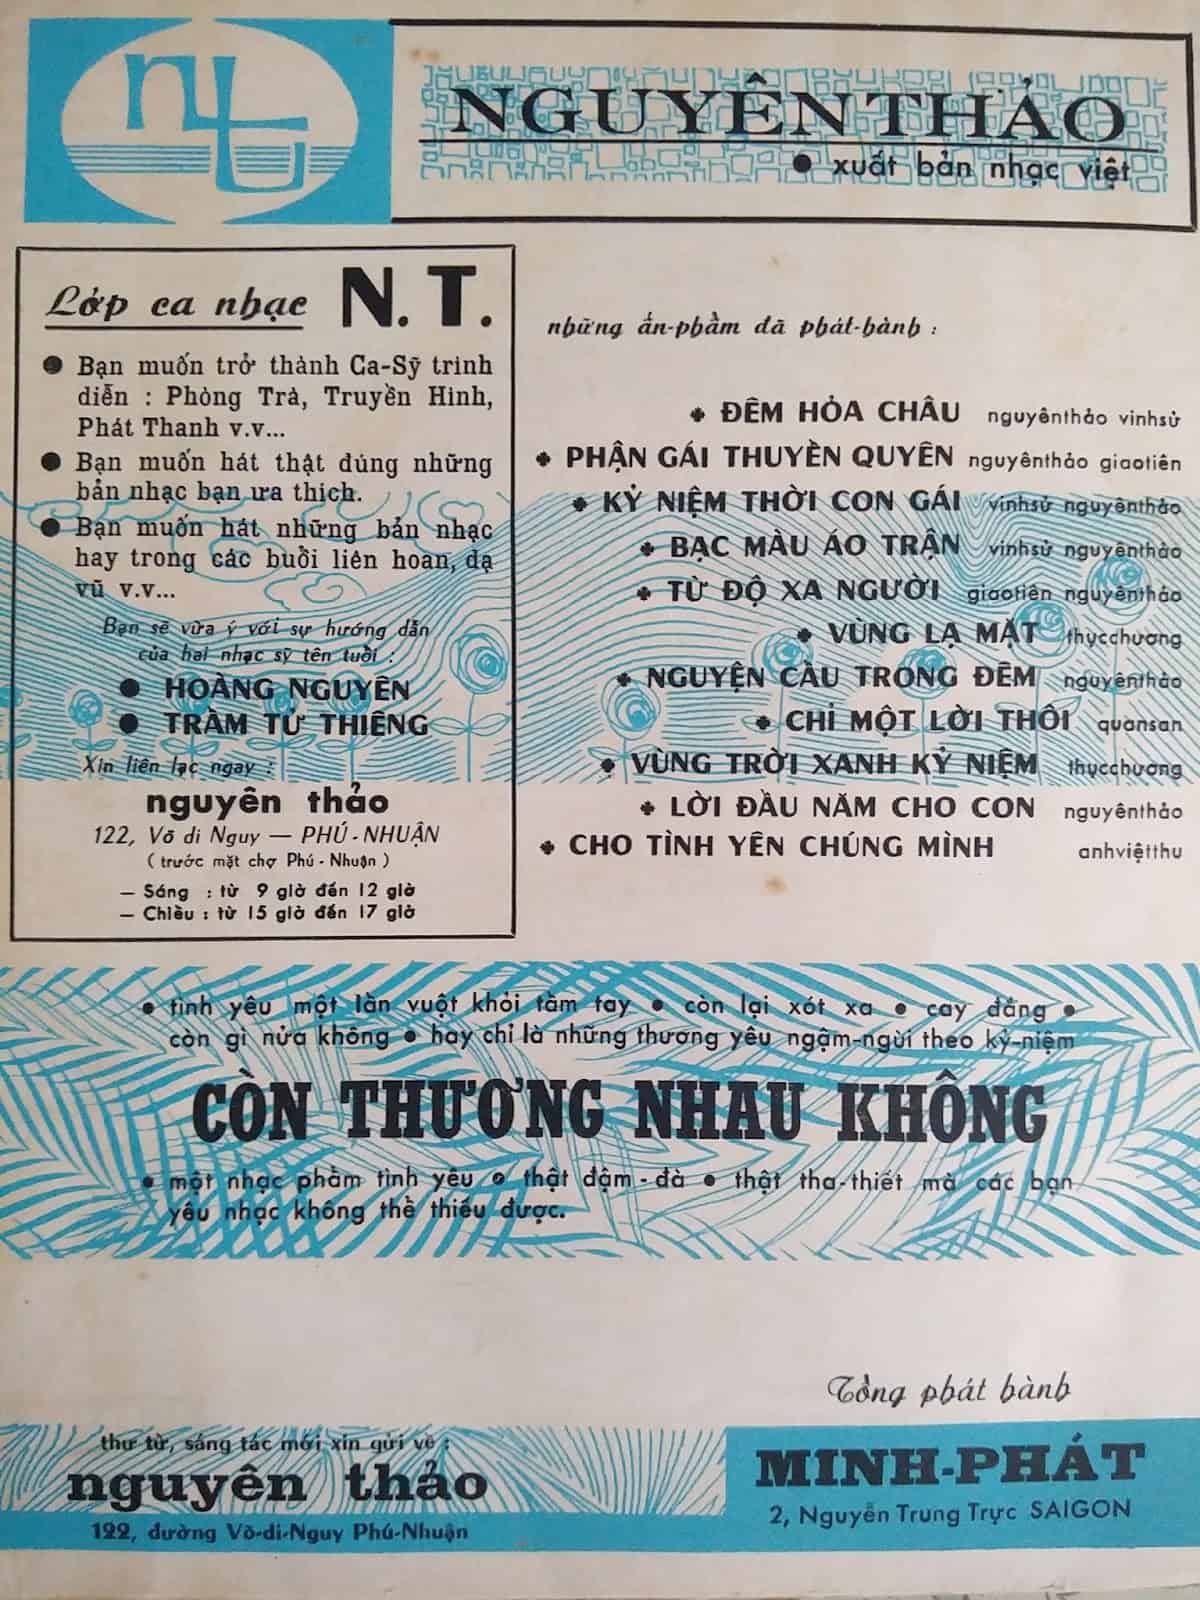 nt
NGUYÊN THẢO
• xuất bản nhạc việt
Lớp ca nhạc N. T.
● Bạn muốn trở thành Ca-Sỹ trình
diễn : Phòng Trà, Truyền Hình,
Phát Thanh v.v...
● Bạn muốn hát thật đúng những
bản nhạc bạn ưa thích.
● Bạn muốn hát những bản nhạc
hay trong các buổi liên hoan, dạ
vũ v.v...
Bạn sẽ vừa ý với sự hướng dẫn
của hai nhạc sỹ tên tuổi :
● HOÀNG NGUYÊN
● TRẦM TỬ THIÊNG
Xin liên lạc ngay :
nguyên thảo
122, Võ di Nguy — PHÚ-NHUẬN
( trước mặt chợ Phú-Nhuận )
— Sáng : từ 9 giờ đến 12 giờ
— Chiều : từ 15 giờ đến 17 giờ
những ấn-phẩm đã phát-hành :
ĐÊM HỎA CHÂU nguyênthảo vinhsử
PHẬN GÁI THUYỀN QUYÊN nguyênthảo giaotiên
KỶ NIỆM THỜI CON GÁI vinhsử nguyênthảo
BẠC MÀU ÁO TRẬN vinhsử nguyênthảo
TỪ ĐỘ XA NGƯỜI giaotiên nguyênthảo
VÙNG LẠ MẶT thụcchương
NGUYỆN CẦU TRONG ĐÊM nguyênthảo
CHỈ MỘT LỜI THÔI quansan
VÙNG TRỜI XANH KỶ NIỆM thụcchương
LỜI ĐẦU NĂM CHO CON nguyênthảo
CHO TÌNH YÊN CHÚNG MÌNH anhviệtthu
• tình yêu một lần vuột khỏi tầm tay • còn lại xót xa • cay đắng •
còn gì nửa không • hay chỉ là những thương yêu ngậm-ngùi theo kỷ-niệm
CÒN THƯƠNG NHAU KHÔNG
• một nhạc phẩm tình yêu • thật đậm-đà • thật tha-thiết mà các bạn
yêu nhạc không thể thiếu được.
Tổng phát hành
thư từ, sáng tác mới xin gửi về :
nguyên thảo
122, đường Võ-di-Nguy Phú-Nhuận
MINH-PHÁT
2, Nguyễn Trung Trực SAIGON